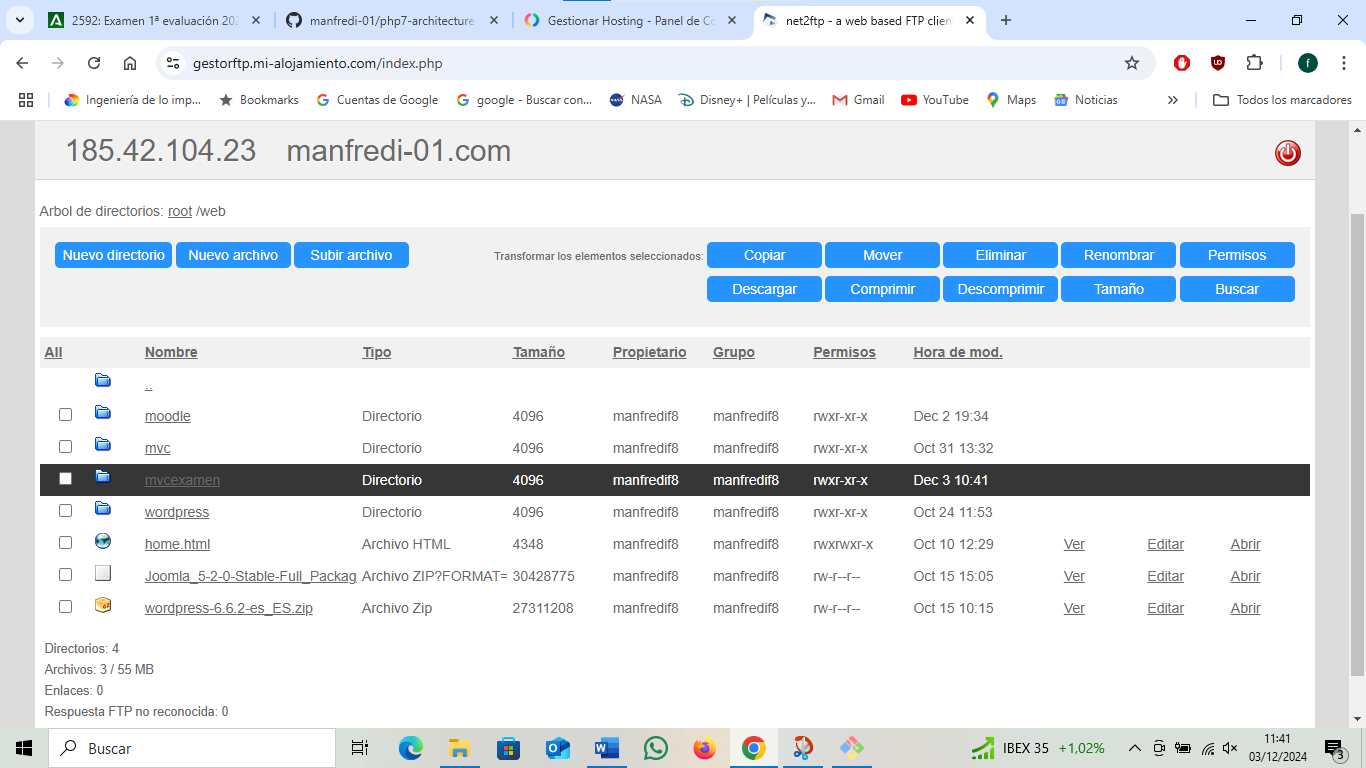 2592: Examen 1ª evaluación 202
manfredi-01/php7-architecture-
Gestionar Hosting - Panel de Co
net2ftp - a web based FTP clien
gestorftp.mi-alojamiento.com/index.php
f
Ingeniería de lo imp...
Bookmarks
Cuentas de Google
google - Buscar con...
NASA
Disney+ | Películas y...
Gmail
YouTube
Maps
Noticias
Todos los marcadores
185.42.104.23 manfredi-01.com
Arbol de directorios: root /web
Nuevo directorio Nuevo archivo Subir archivo Transformar los elementos seleccionados: Copiar Mover Eliminar Renombrar Permisos
Descargar Comprimir Descomprimir Tamaño Buscar
All Nombre Tipo Tamaño Propietario Grupo Permisos Hora de mod.
..
moodle Directorio 4096 manfredif8 manfredif8 rwxr-xr-x Dec 2 19:34
mvc Directorio 4096 manfredif8 manfredif8 rwxr-xr-x Oct 31 13:32
mvcexamen Directorio 4096 manfredif8 manfredif8 rwxr-xr-x Dec 3 10:41
wordpress Directorio 4096 manfredif8 manfredif8 rwxr-xr-x Oct 24 11:53
home.html Archivo HTML 4348 manfredif8 manfredif8 rwxrwxr-x Oct 10 12:29 Ver Editar Abrir
Joomla_5-2-0-Stable-Full_Packag Archivo ZIP?FORMAT= 30428775 manfredif8 manfredif8 rw-r--r-- Oct 15 15:05 Ver Editar Abrir
wordpress-6.6.2-es_ES.zip Archivo Zip 27311208 manfredif8 manfredif8 rw-r--r-- Oct 15 10:15 Ver Editar Abrir
Directorios: 4
Archivos: 3 / 55 MB
Enlaces: 0
Respuesta FTP no reconocida: 0
Buscar
IBEX 35 +1,02%
11:41
03/12/2024
3